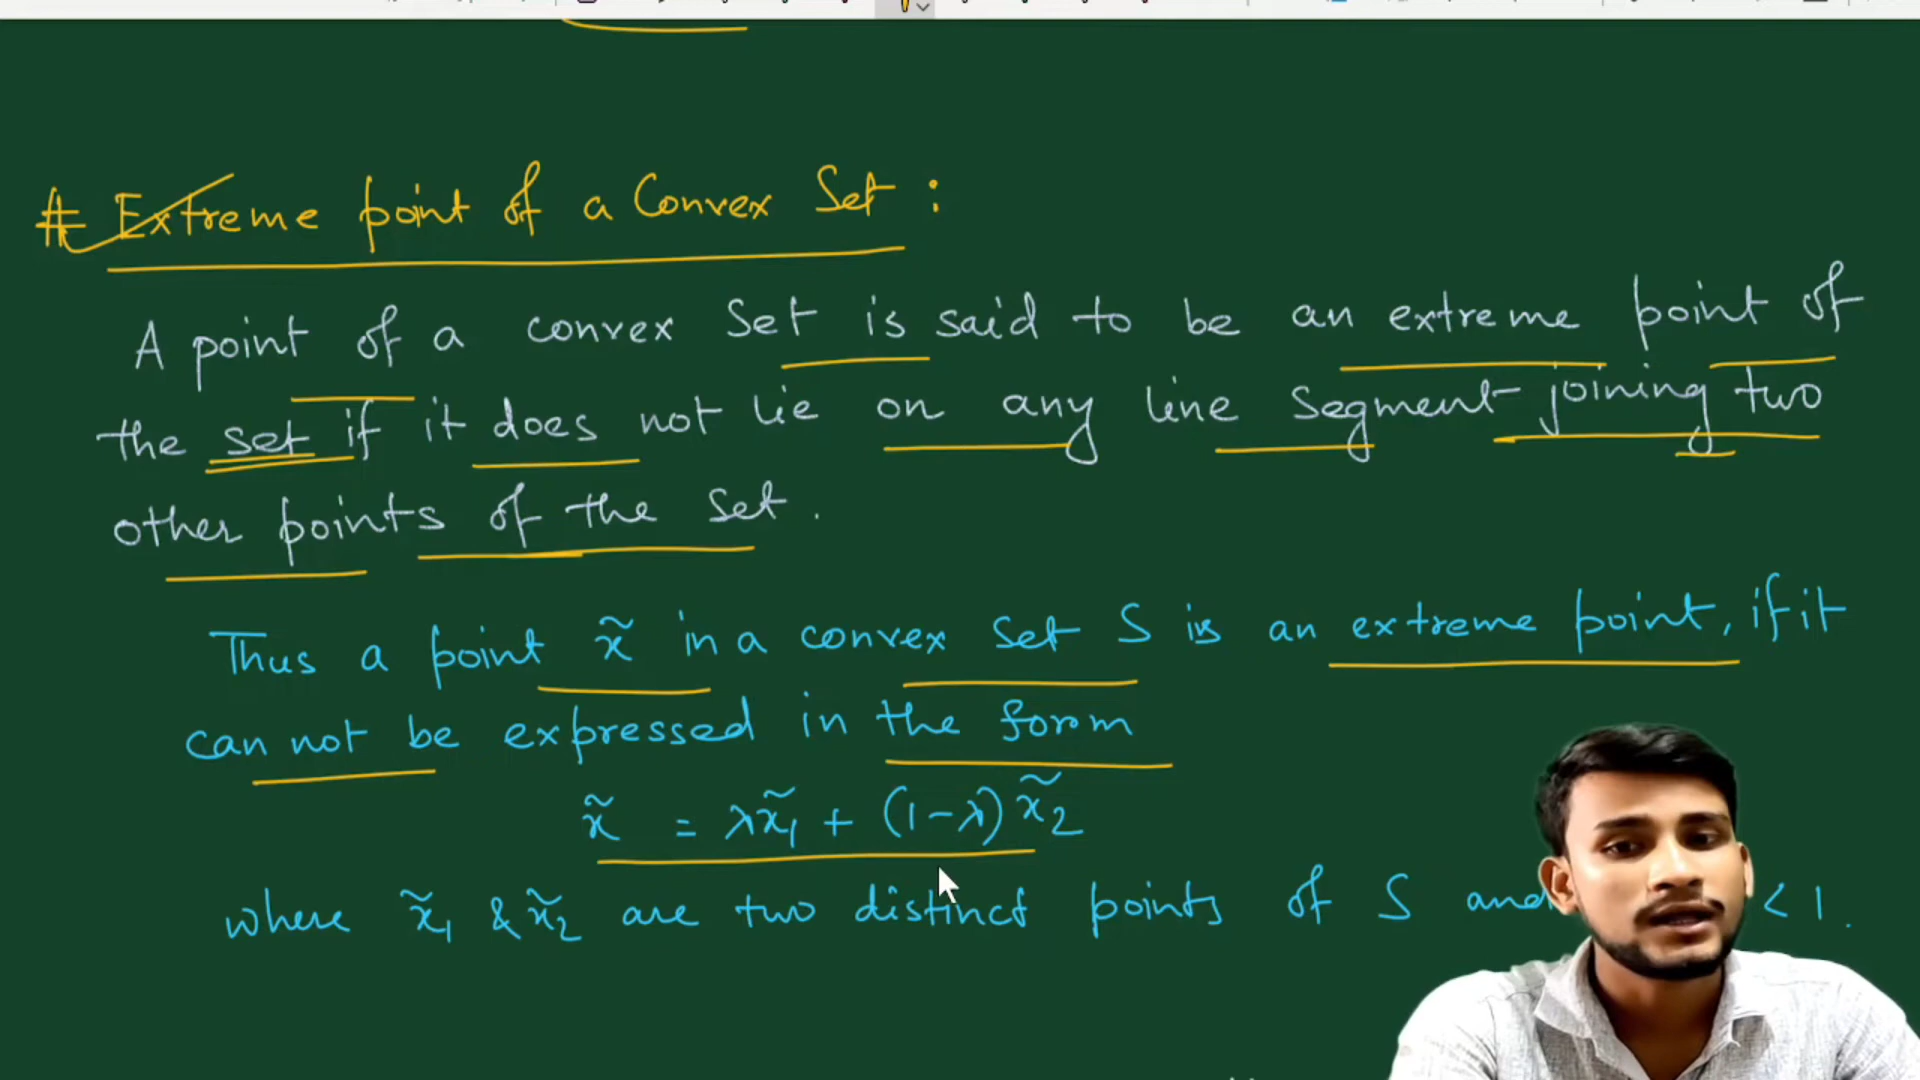 # Extreme point of a Convex Set :
A point of a convex Set is said to be an extreme point of
the set if it does not lie on any line segment joining two
other points of the set .
Thus a point x̃ in a convex set S is an extreme point, if it
can not be expressed in the form
x̃ = λx̃₁ + (1-λ)x̃₂
where x̃₁ & x̃₂ are two distinct points of S and < 1 .